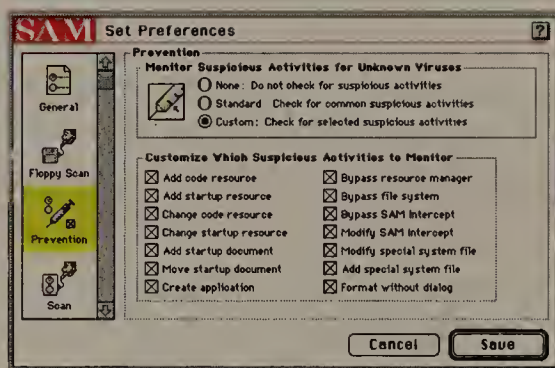 SAM Set Preferences ?
General
Floppy Scan
Prevention
Scan
Prevention
Monitor Suspicious Activities for Unknown Viruses
None: Do not check for suspicious activities
Standard Check for common suspicious activities
Custom: Check for selected suspicious activities
Customize Which Suspicious Activities to Monitor
Add code resource
Add startup resource
Change code resource
Change startup resource
Add startup document
Move startup document
Create application
Bypass resource manager
Bypass file system
Bypass SAM Intercept
Modify SAM Intercept
Modify special system file
Add special system file
Format without dialog
Cancel
Save